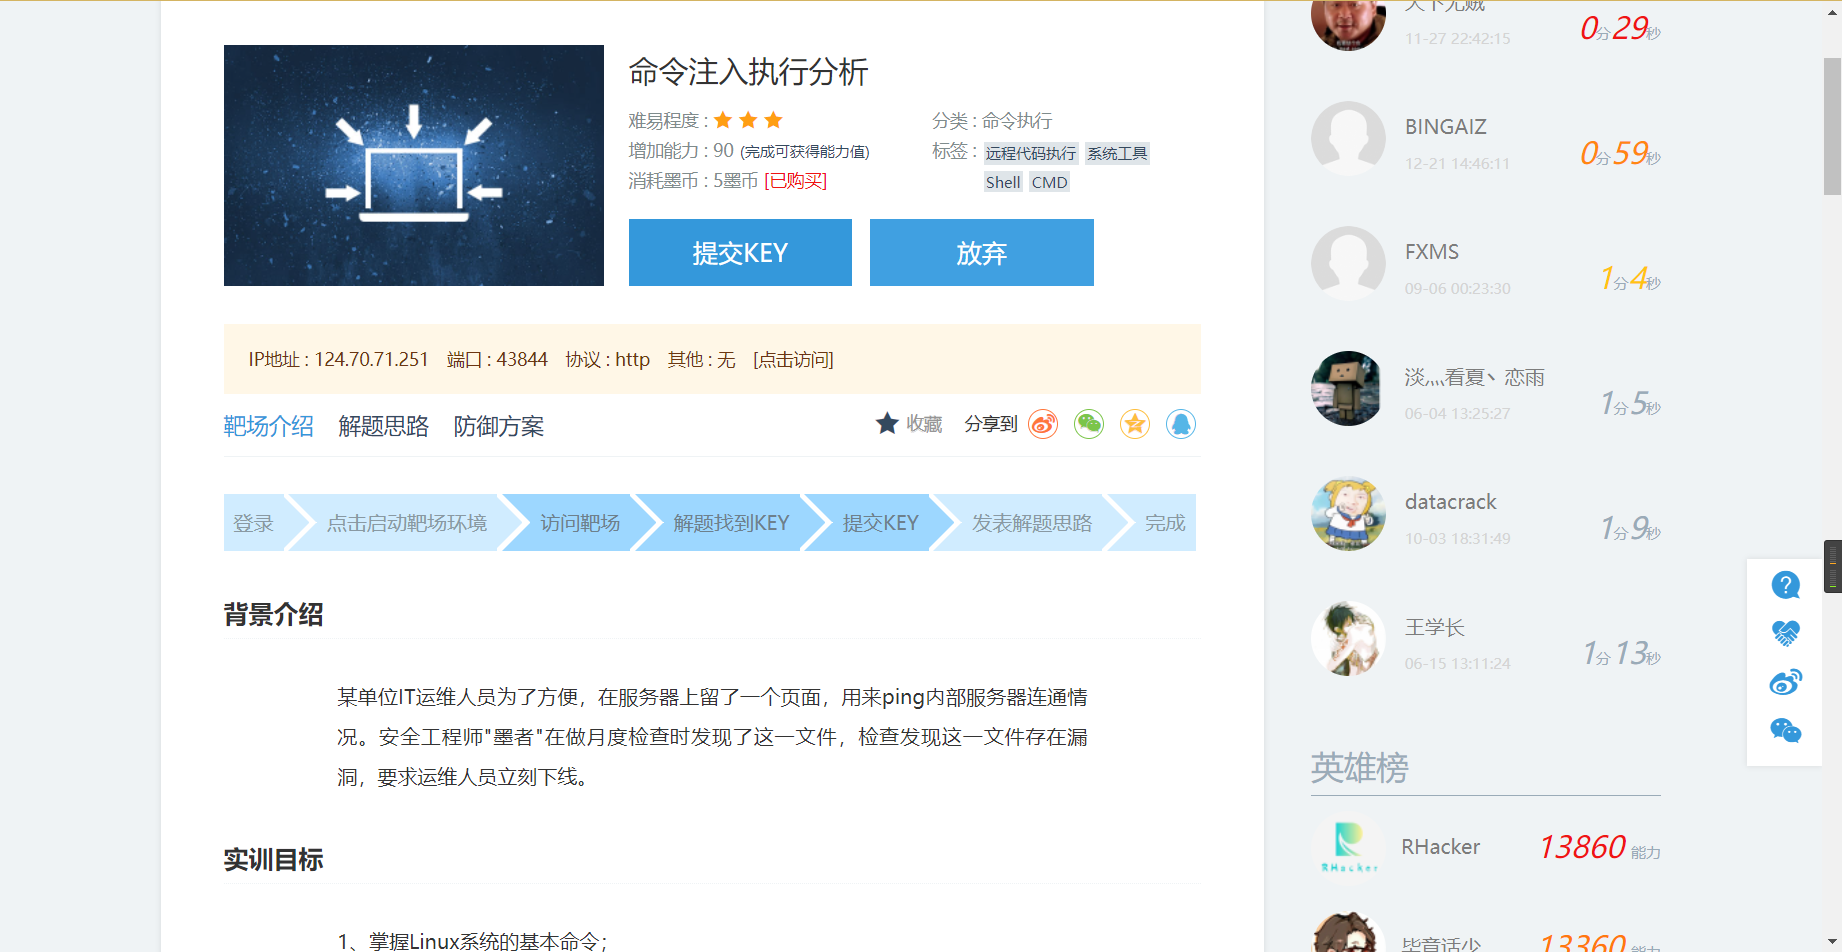 命令注入执行分析
难易程度 :
分类 : 命令执行
增加能力 : 90 (完成可获得能力值)
标签 : 远程代码执行 系统工具
消耗墨币 : 5墨币 [已购买]
Shell CMD
提交KEY
放弃
IP地址 : 124.70.71.251 端口 : 43844 协议 : http 其他 : 无 [点击访问]
靶场介绍 解题思路 防御方案
收藏 分享到
登录 点击启动靶场环境 访问靶场 解题找到KEY 提交KEY 发表解题思路 完成
背景介绍
某单位IT运维人员为了方便，在服务器上留了一个页面，用来ping内部服务器连通情
况。安全工程师"墨者"在做月度检查时发现了这一文件，检查发现这一文件存在漏
洞，要求运维人员立刻下线。
实训目标
1、掌握Linux系统的基本命令；
天下无贼
0分29秒
11-27 22:42:15
BINGAIZ
0分59秒
12-21 14:46:11
FXMS
1分4秒
09-06 00:23:30
淡灬看夏丶恋雨
1分5秒
06-04 13:25:27
datacrack
1分9秒
10-03 18:31:49
王学长
1分13秒
06-15 13:11:24
英雄榜
RHacker
RHacker
13860 能力
13360 能力